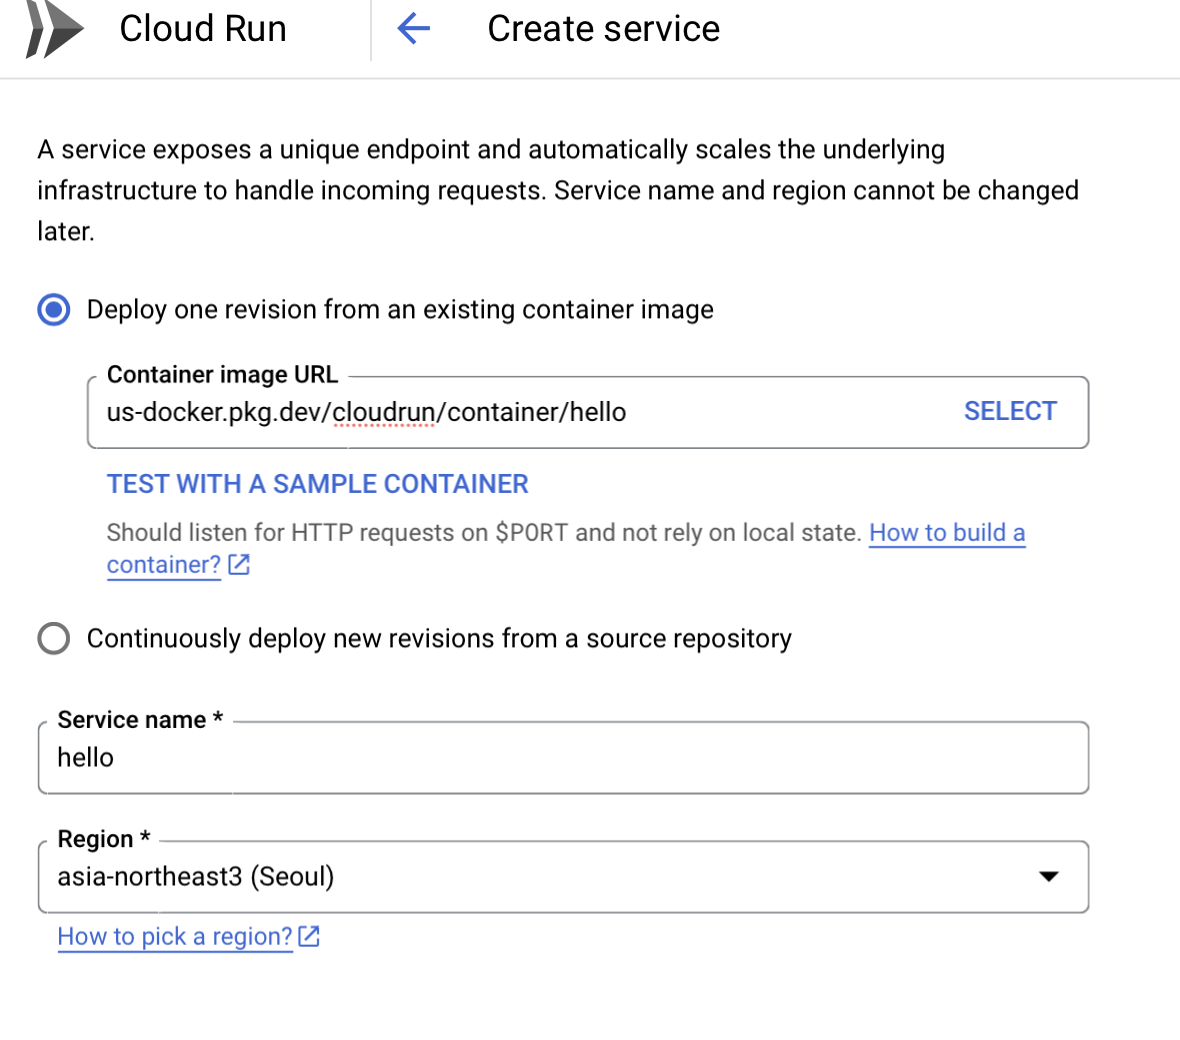 Cloud Run
Create service
A service exposes a unique endpoint and automatically scales the underlying
infrastructure to handle incoming requests. Service name and region cannot be changed
later.
Deploy one revision from an existing container image
Container image URL
us-docker.pkg.dev/cloudrun/container/hello
SELECT
TEST WITH A SAMPLE CONTAINER
Should listen for HTTP requests on $PORT and not rely on local state. How to build a
container?
Continuously deploy new revisions from a source repository
Service name *
hello
Region *
asia-northeast3 (Seoul)
How to pick a region?